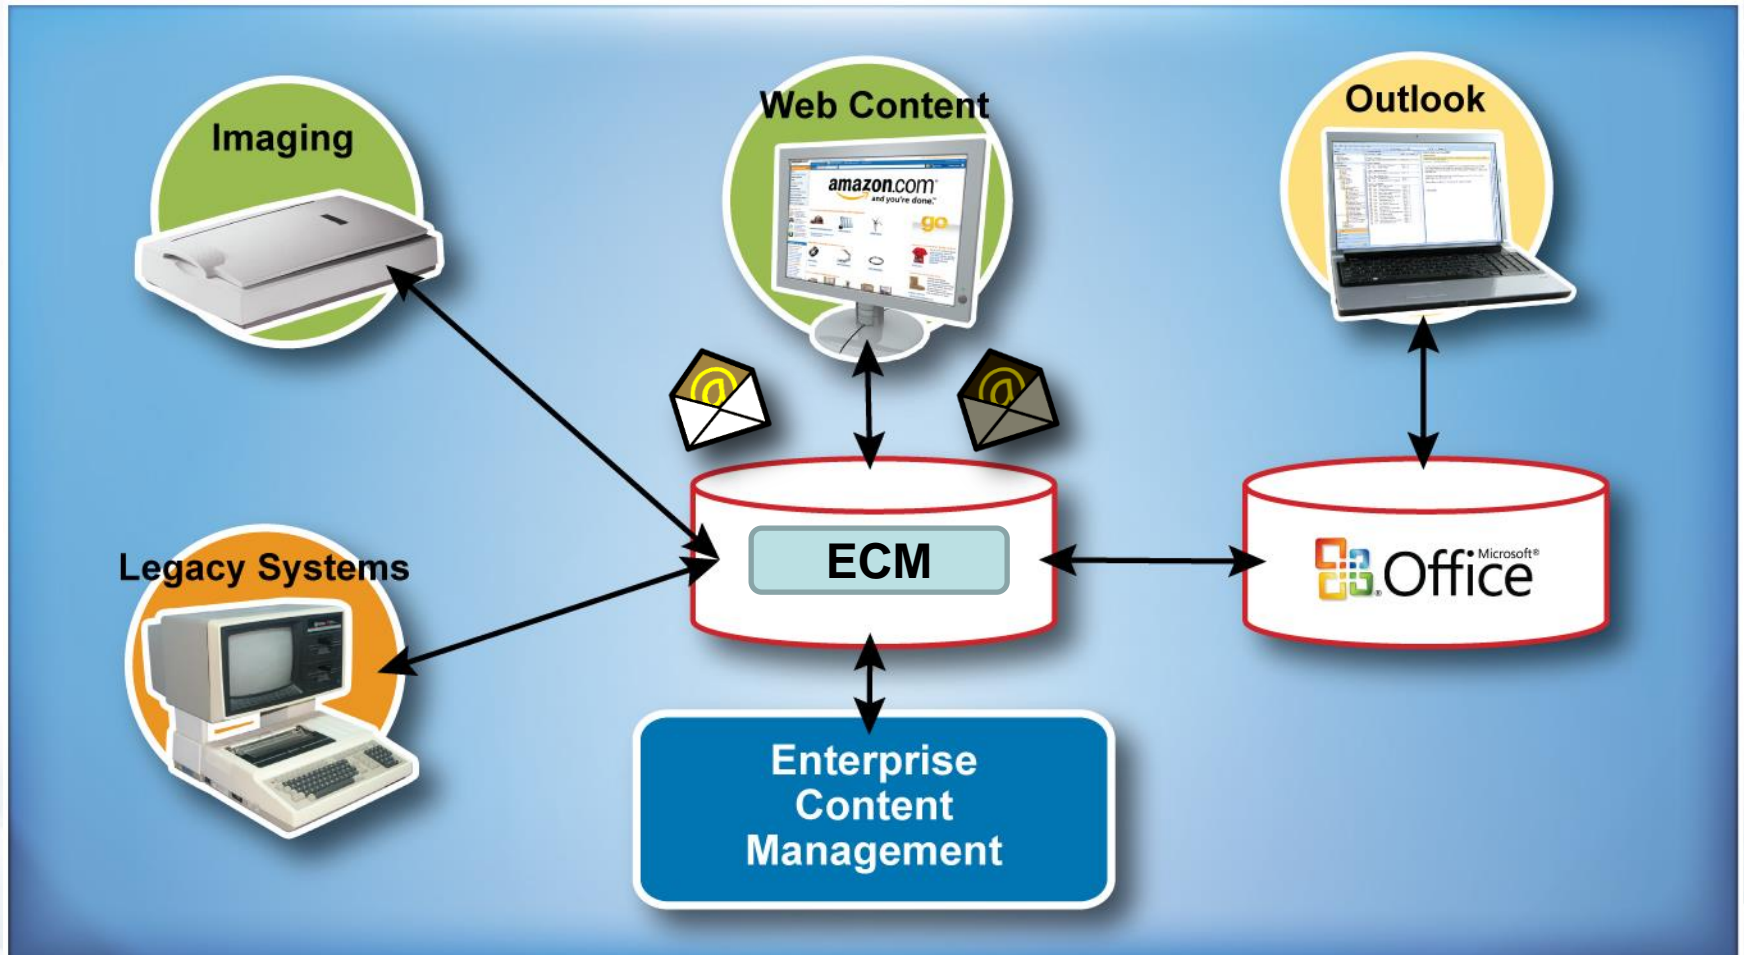 Imaging
Web Content
Outlook
amazon.com
and you're done.™
go
Legacy Systems
ECM
Microsoft®
Office
Enterprise
Content
Management